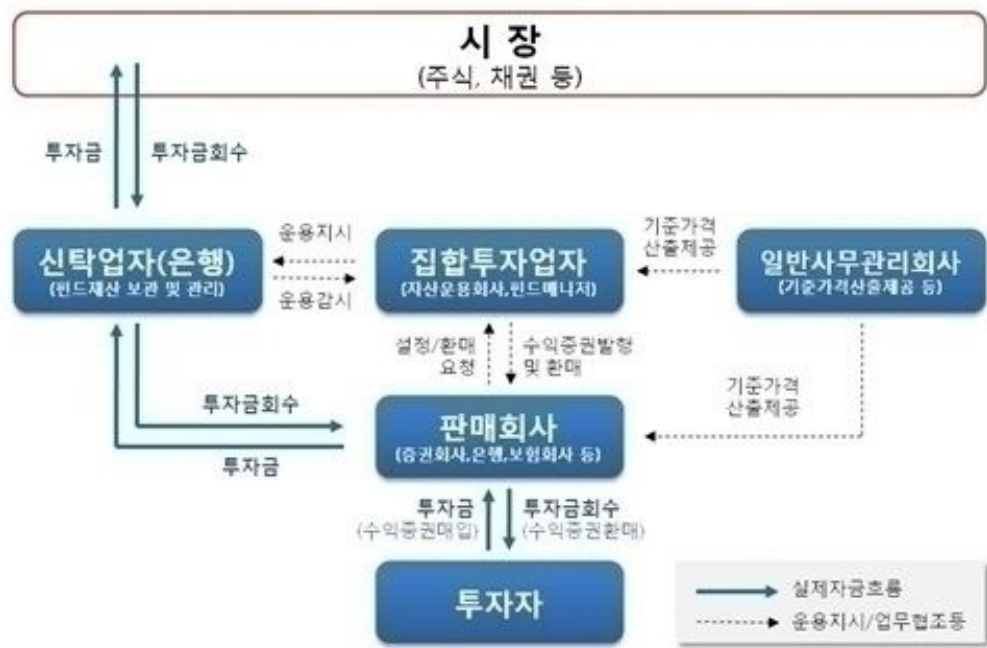 시 장
(주식, 채권 등)
투자금
투자금회수
신탁업자(은행)
(펀드재산 보관 및 관리)
운용지시
운용감시
집합투자업자
(자산운용회사,펀드매니저)
기준가격
산출제공
일반사무관리회사
(기준가격산출제공 등)
설정/환매
요청
수익증권발행
및 환매
기준가격
산출제공
투자금회수
투자금
판매회사
(증권회사,은행,보험회사 등)
투자금
(수익증권매입)
투자금회수
(수익증권환매)
투자자
실제자금흐름
운용지시/업무협조등